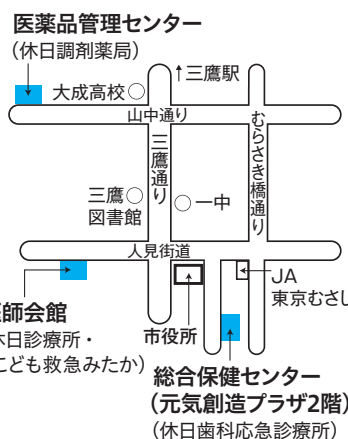 医薬品管理センター
（休日調剤薬局）
↑三鷹駅
大成高校
山中通り
むらさき橋通り
三鷹通り
三鷹
図書館
一中
人見街道
JA
東京むさし
師会館
休日診療所・
こども救急みたか）
市役所
総合保健センター
（元気創造プラザ2階）
（休日歯科応急診療所）